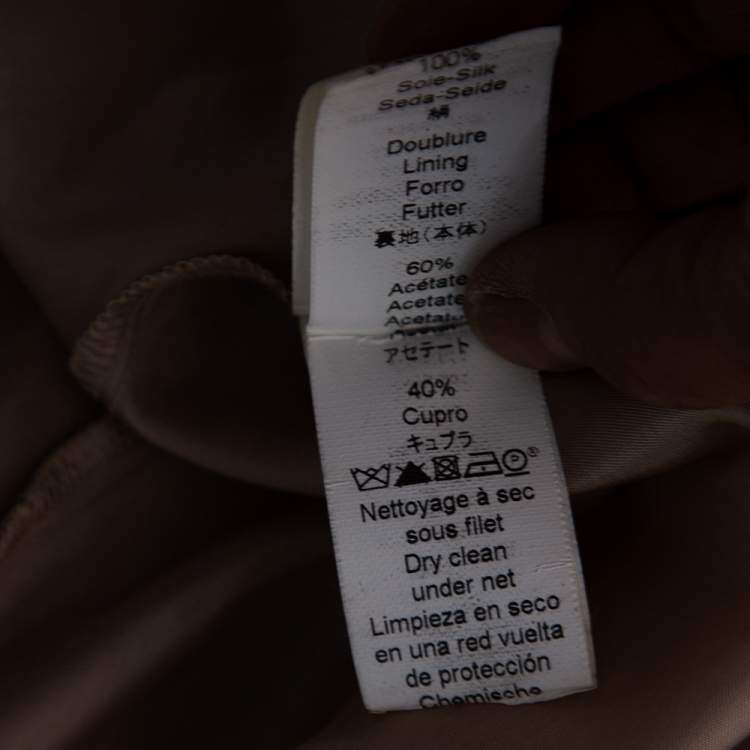 100%
Soie-Silk
Seda-Seide
絹
Doublure
Lining
Forro
Futter
裏地(本体)
60%
Acétate
Acetate
Acetat
アセテート
40%
Cupro
キュプラ
Nettoyage à sec
sous filet
Dry clean
under net
Limpieza en seco
en una red vuelta
de protección
Chemische